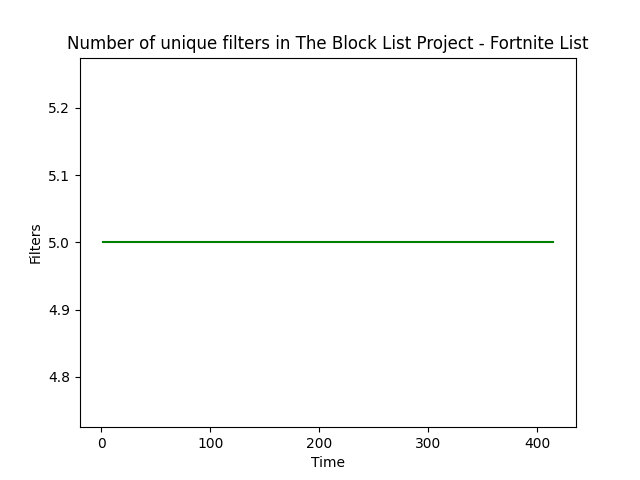 Number of unique filters in The Block List Project - Fortnite List
5.2
5.1
5.0
4.9
4.8
Filters
0 100 200 300 400
Time